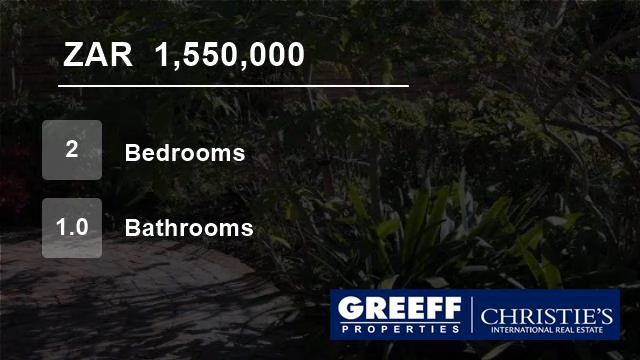 ZAR 1,550,000
2
Bedrooms
1.0
Bathrooms
GREEFF
PROPERTIES
CHRISTIE'S
INTERNATIONAL REAL ESTATE